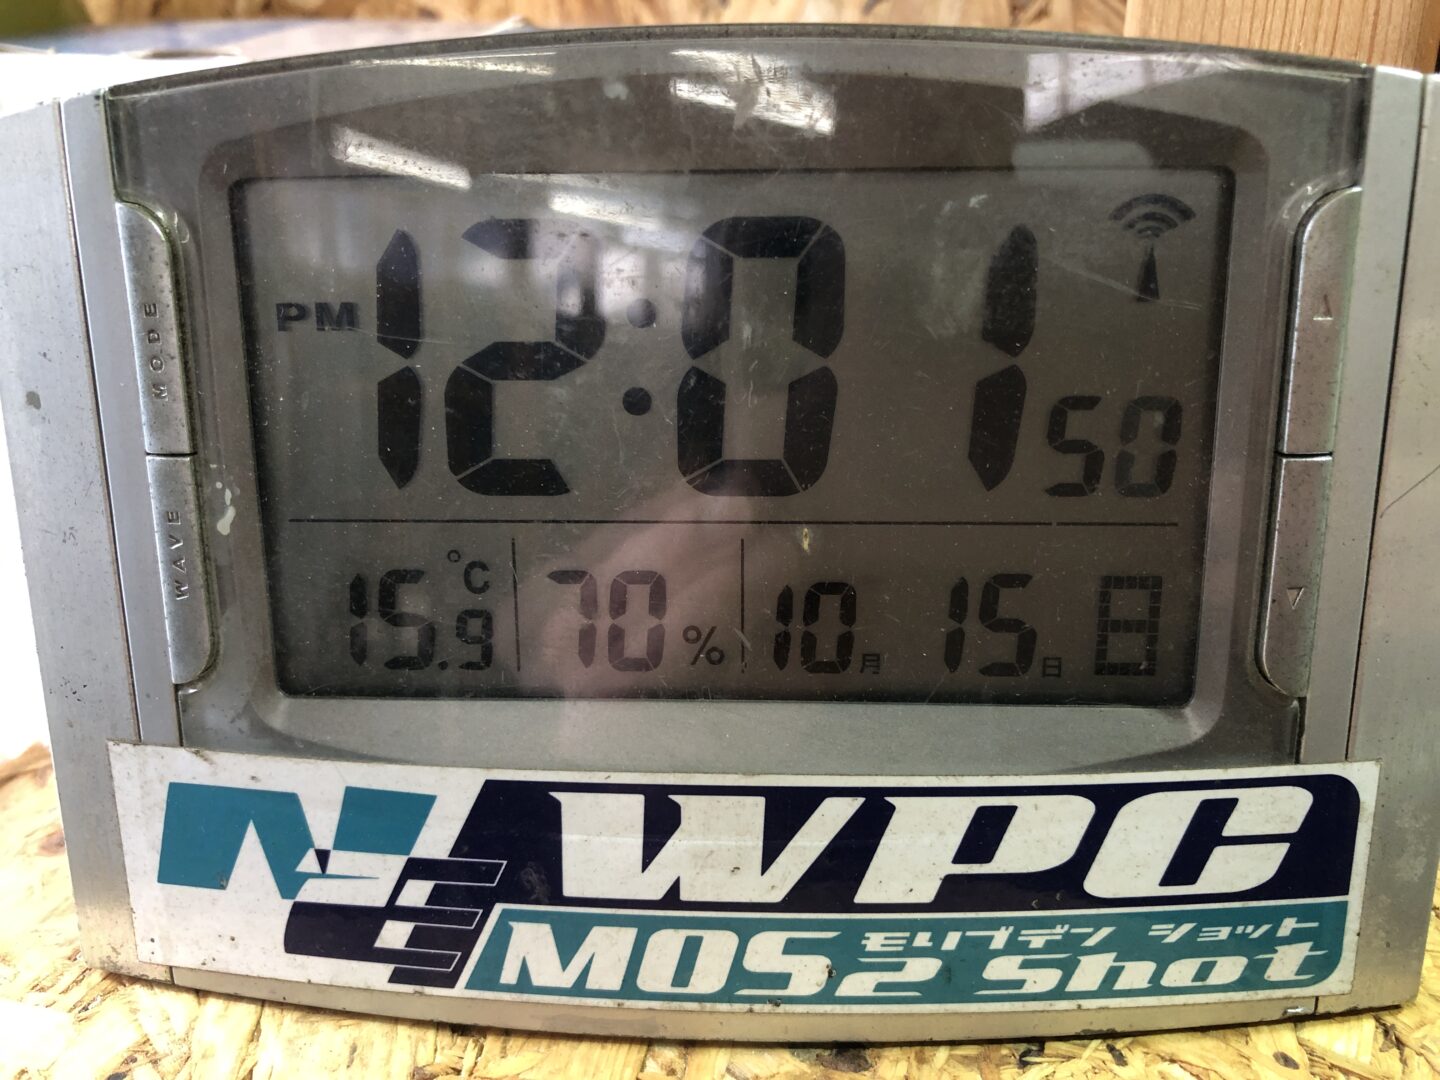 PM 12:01 50
MODE
WAVE
15.9 °C 70 % 10月 15日 日
NE WPC
モリブデン ショット
MOS2 Shot